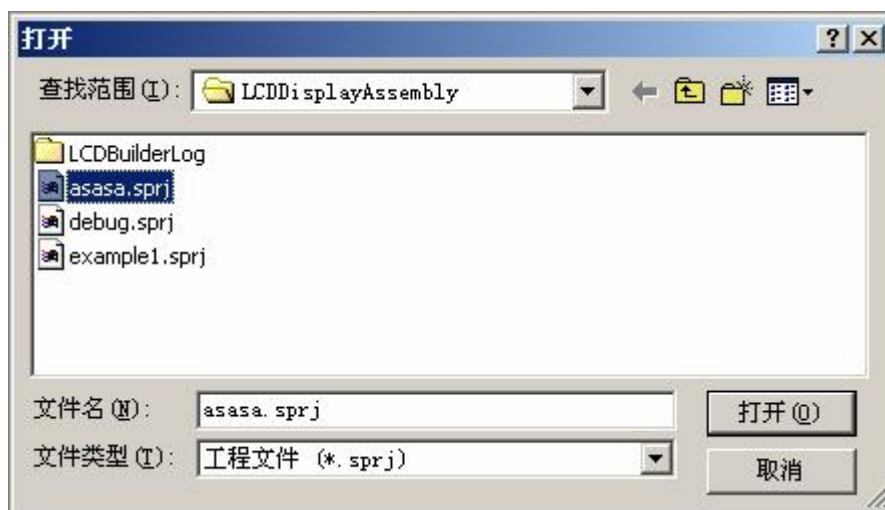 打开
查找范围(I): LCDDisplayAssembly
LCDBuilderLog
asasa.sprj
debug.sprj
example1.sprj
文件名(N): asasa.sprj 打开(O)
文件类型(T): 工程文件 (*.sprj) 取消